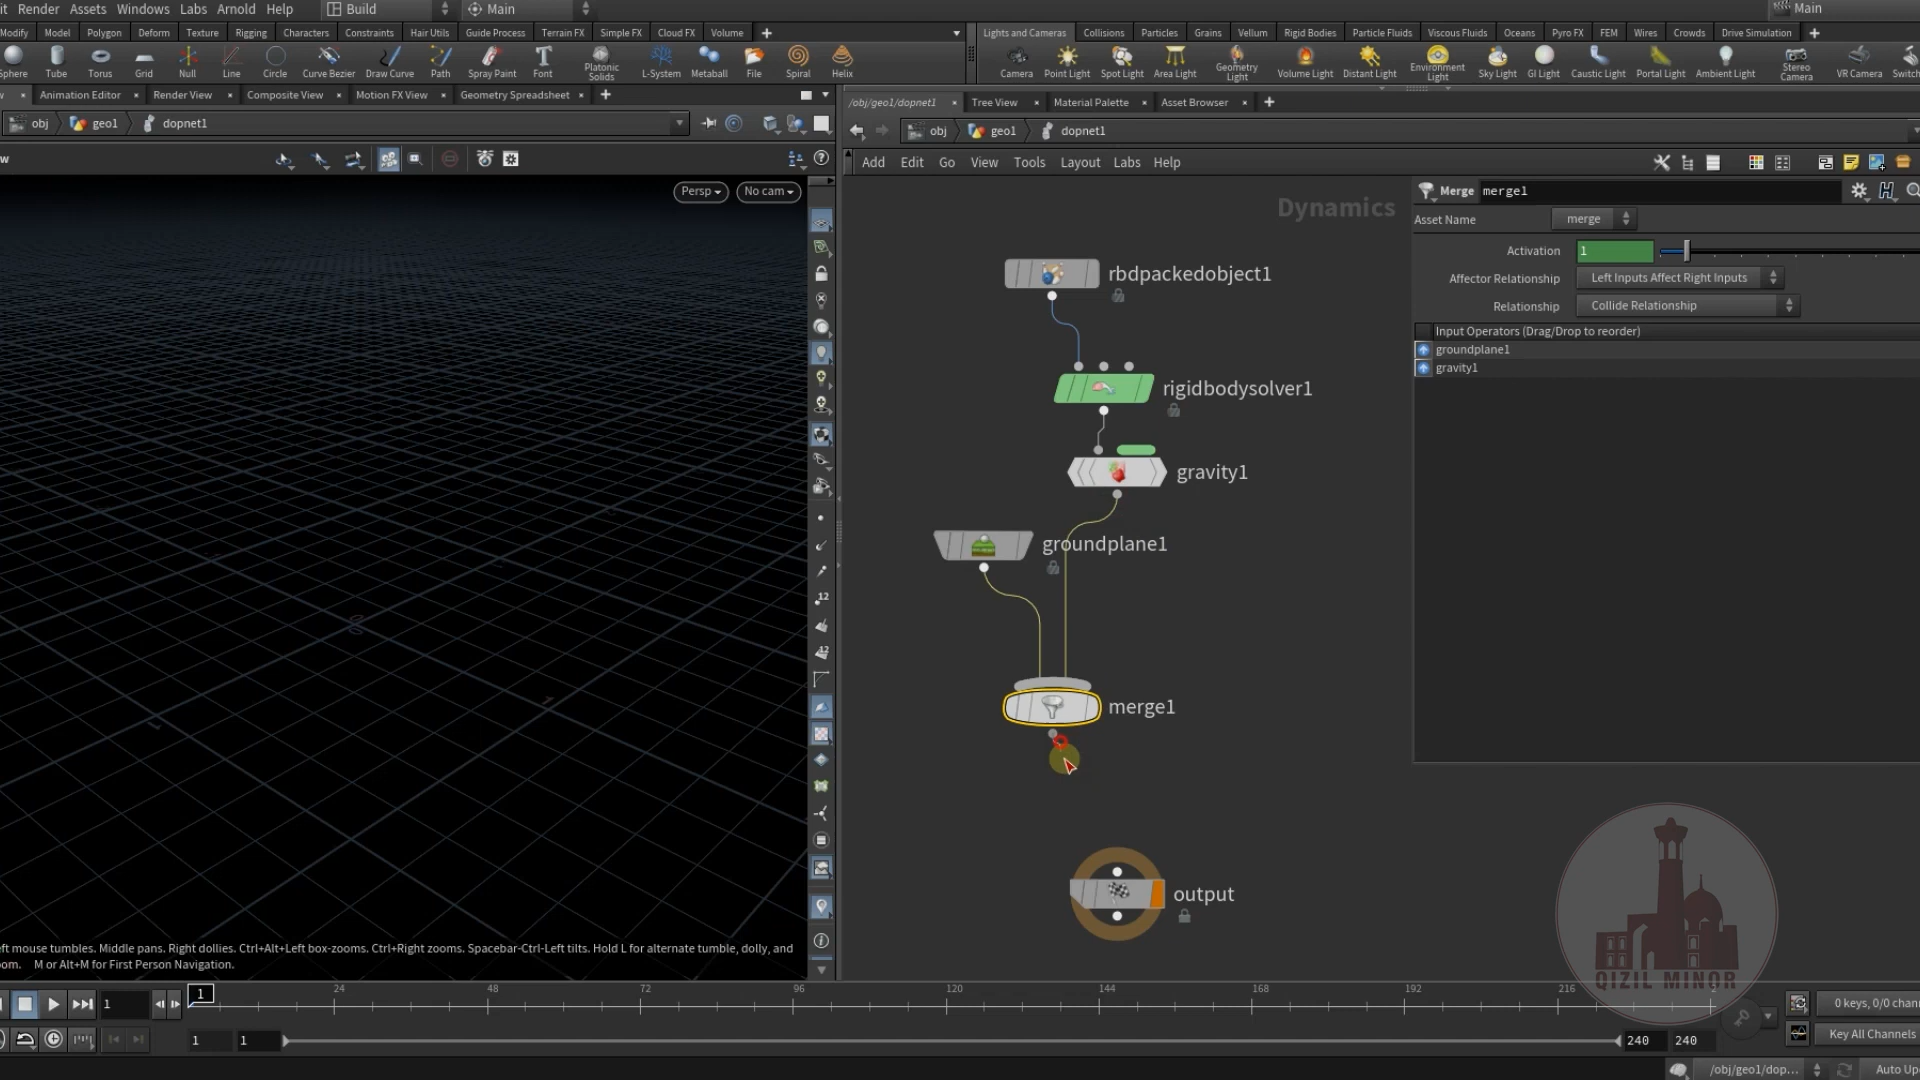 it Render Assets Windows Labs Arnold Help Build Main Main
Modify Model Polygon Deform Texture Rigging Characters Constraints Hair Utils Guide Process Terrain FX Simple FX Cloud FX Volume
Lights and Cameras Collisions Particles Grains Vellum Rigid Bodies Particle Fluids Viscous Fluids Oceans Pyro FX FEM Wires Crowds Drive Simulation
Sphere Tube Torus Grid Null Line Circle Curve Bezier Draw Curve Path Spray Paint Font Platonic Solids L-System Metaball File Spiral Helix
Camera Point Light Spot Light Area Light Geometry Light Volume Light Distant Light Environment Light Sky Light GI Light Caustic Light Portal Light Ambient Light Stereo Camera VR Camera Switch
w Animation Editor Render View Composite View Motion FX View Geometry Spreadsheet
/obj/geo1/dopnet1 Tree View Material Palette Asset Browser
obj geo1 dopnet1
obj geo1 dopnet1
w
Add Edit Go View Tools Layout Labs Help
Persp No cam
Dynamics
Merge merge1
Asset Name merge
Activation 1
Affector Relationship Left Inputs Affect Right Inputs
Relationship Collide Relationship
Input Operators (Drag/Drop to reorder)
groundplane1
gravity1
rbdpackedobject1
rigidbodysolver1
gravity1
groundplane1
merge1
output
12
12
eft mouse tumbles. Middle pans. Right dollies. Ctrl+Alt+Left box-zooms. Ctrl+Right zooms. Spacebar-Ctrl-Left tilts. Hold L for alternate tumble, dolly, and
oom. M or Alt+M for First Person Navigation.
QIZIL MINOR
1 1 24 48 72 96 120 144 168 192 216 2
0 keys, 0/0 chann
1 1 240 240
Key All Channels
/obj/geo1/dop... Auto Up